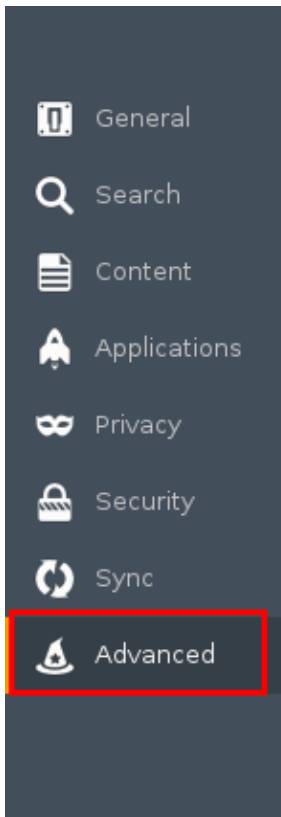 General
Search
Content
Applications
Privacy
Security
Sync
Advanced